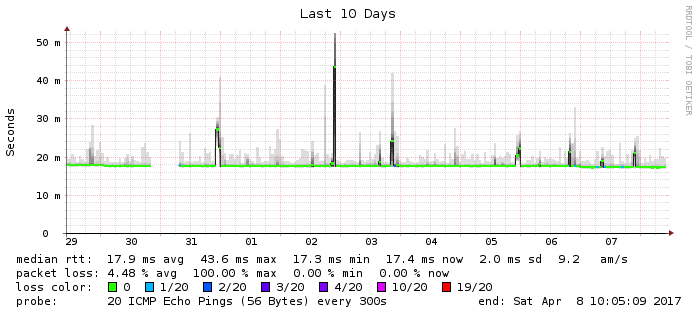 Last 10 Days
RRDTOOL / TOBI OETIKER
Seconds
50 m
40 m
30 m
20 m
10 m
0
29 30 31 01 02 03 04 05 06 07
median rtt: 17.9 ms avg 43.6 ms max 17.3 ms min 17.4 ms now 2.0 ms sd 9.2 am/s
packet loss: 4.48 % avg 100.00 % max 0.00 % min 0.00 % now
loss color: 0 1/20 2/20 3/20 4/20 10/20 19/20
probe: 20 ICMP Echo Pings (56 Bytes) every 300s end: Sat Apr 8 10:05:09 2017